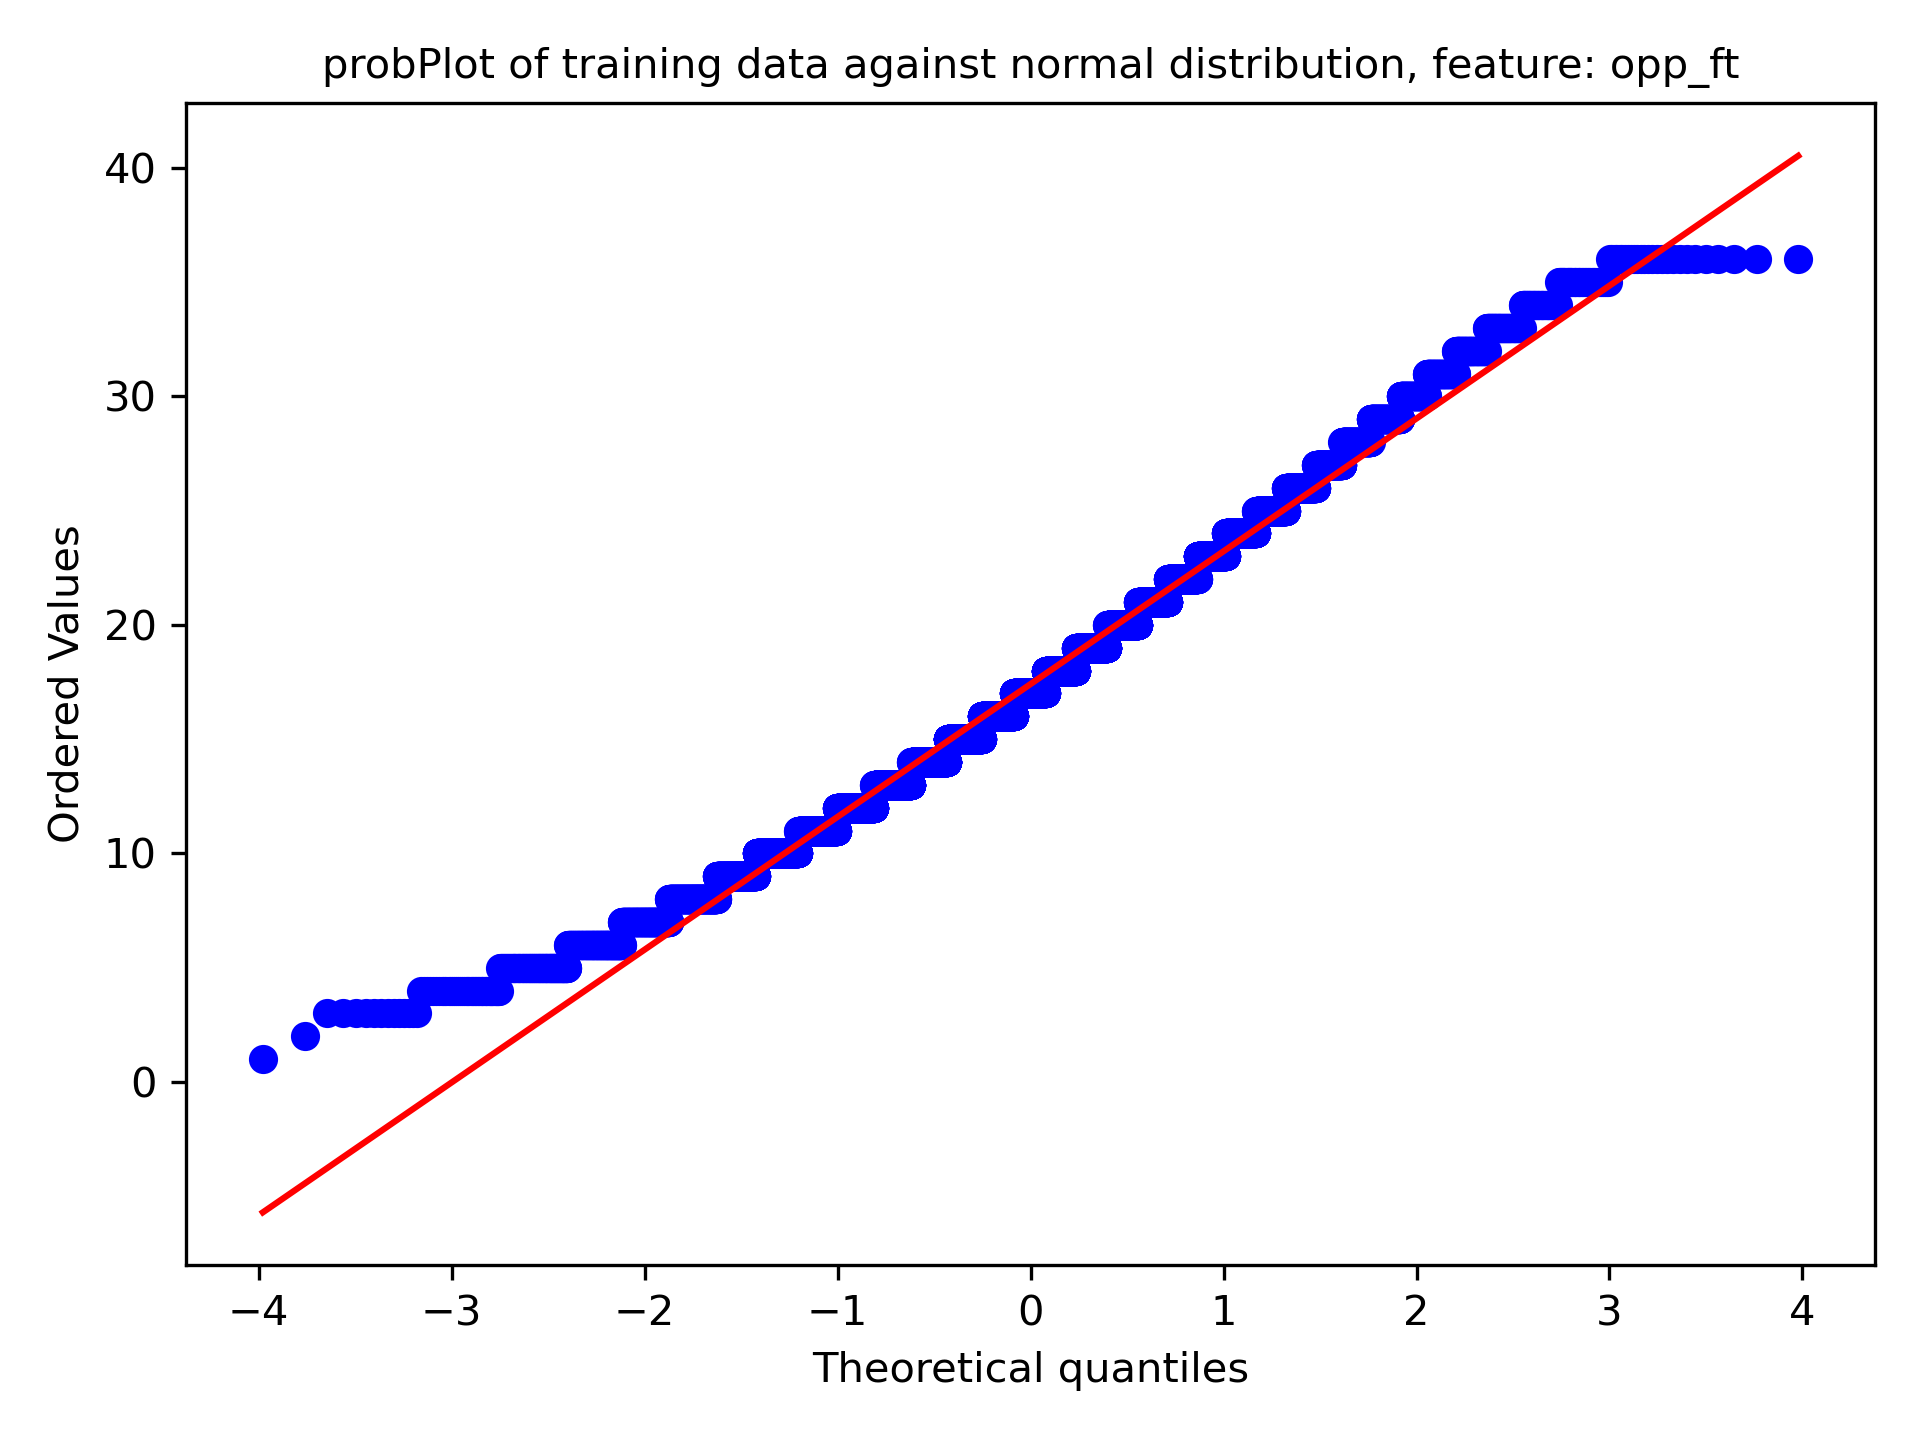 probPlot of training data against normal distribution, feature: opp_ft
40
30
20
10
0
Ordered Values
−4 −3 −2 −1 0 1 2 3 4
Theoretical quantiles